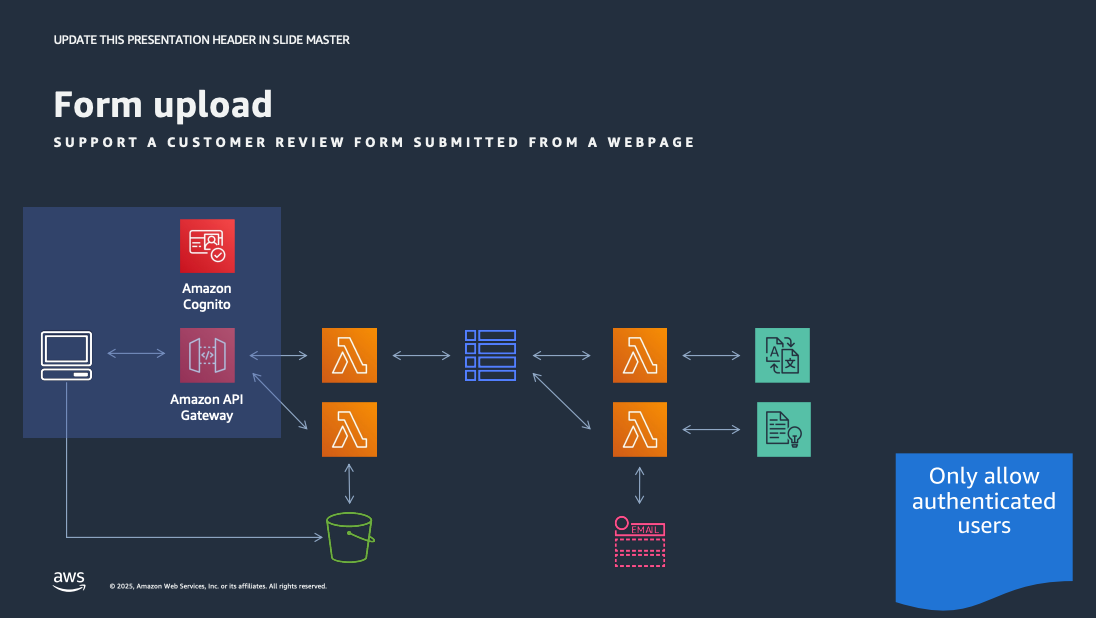 UPDATE THIS PRESENTATION HEADER IN SLIDE MASTER
Form upload
SUPPORT A CUSTOMER REVIEW FORM SUBMITTED FROM A WEBPAGE
Amazon
Cognito
Amazon API
Gateway
A
文
EMAIL
Only allow
authenticated
users
aws
© 2025, Amazon Web Services, Inc. or its affiliates. All rights reserved.